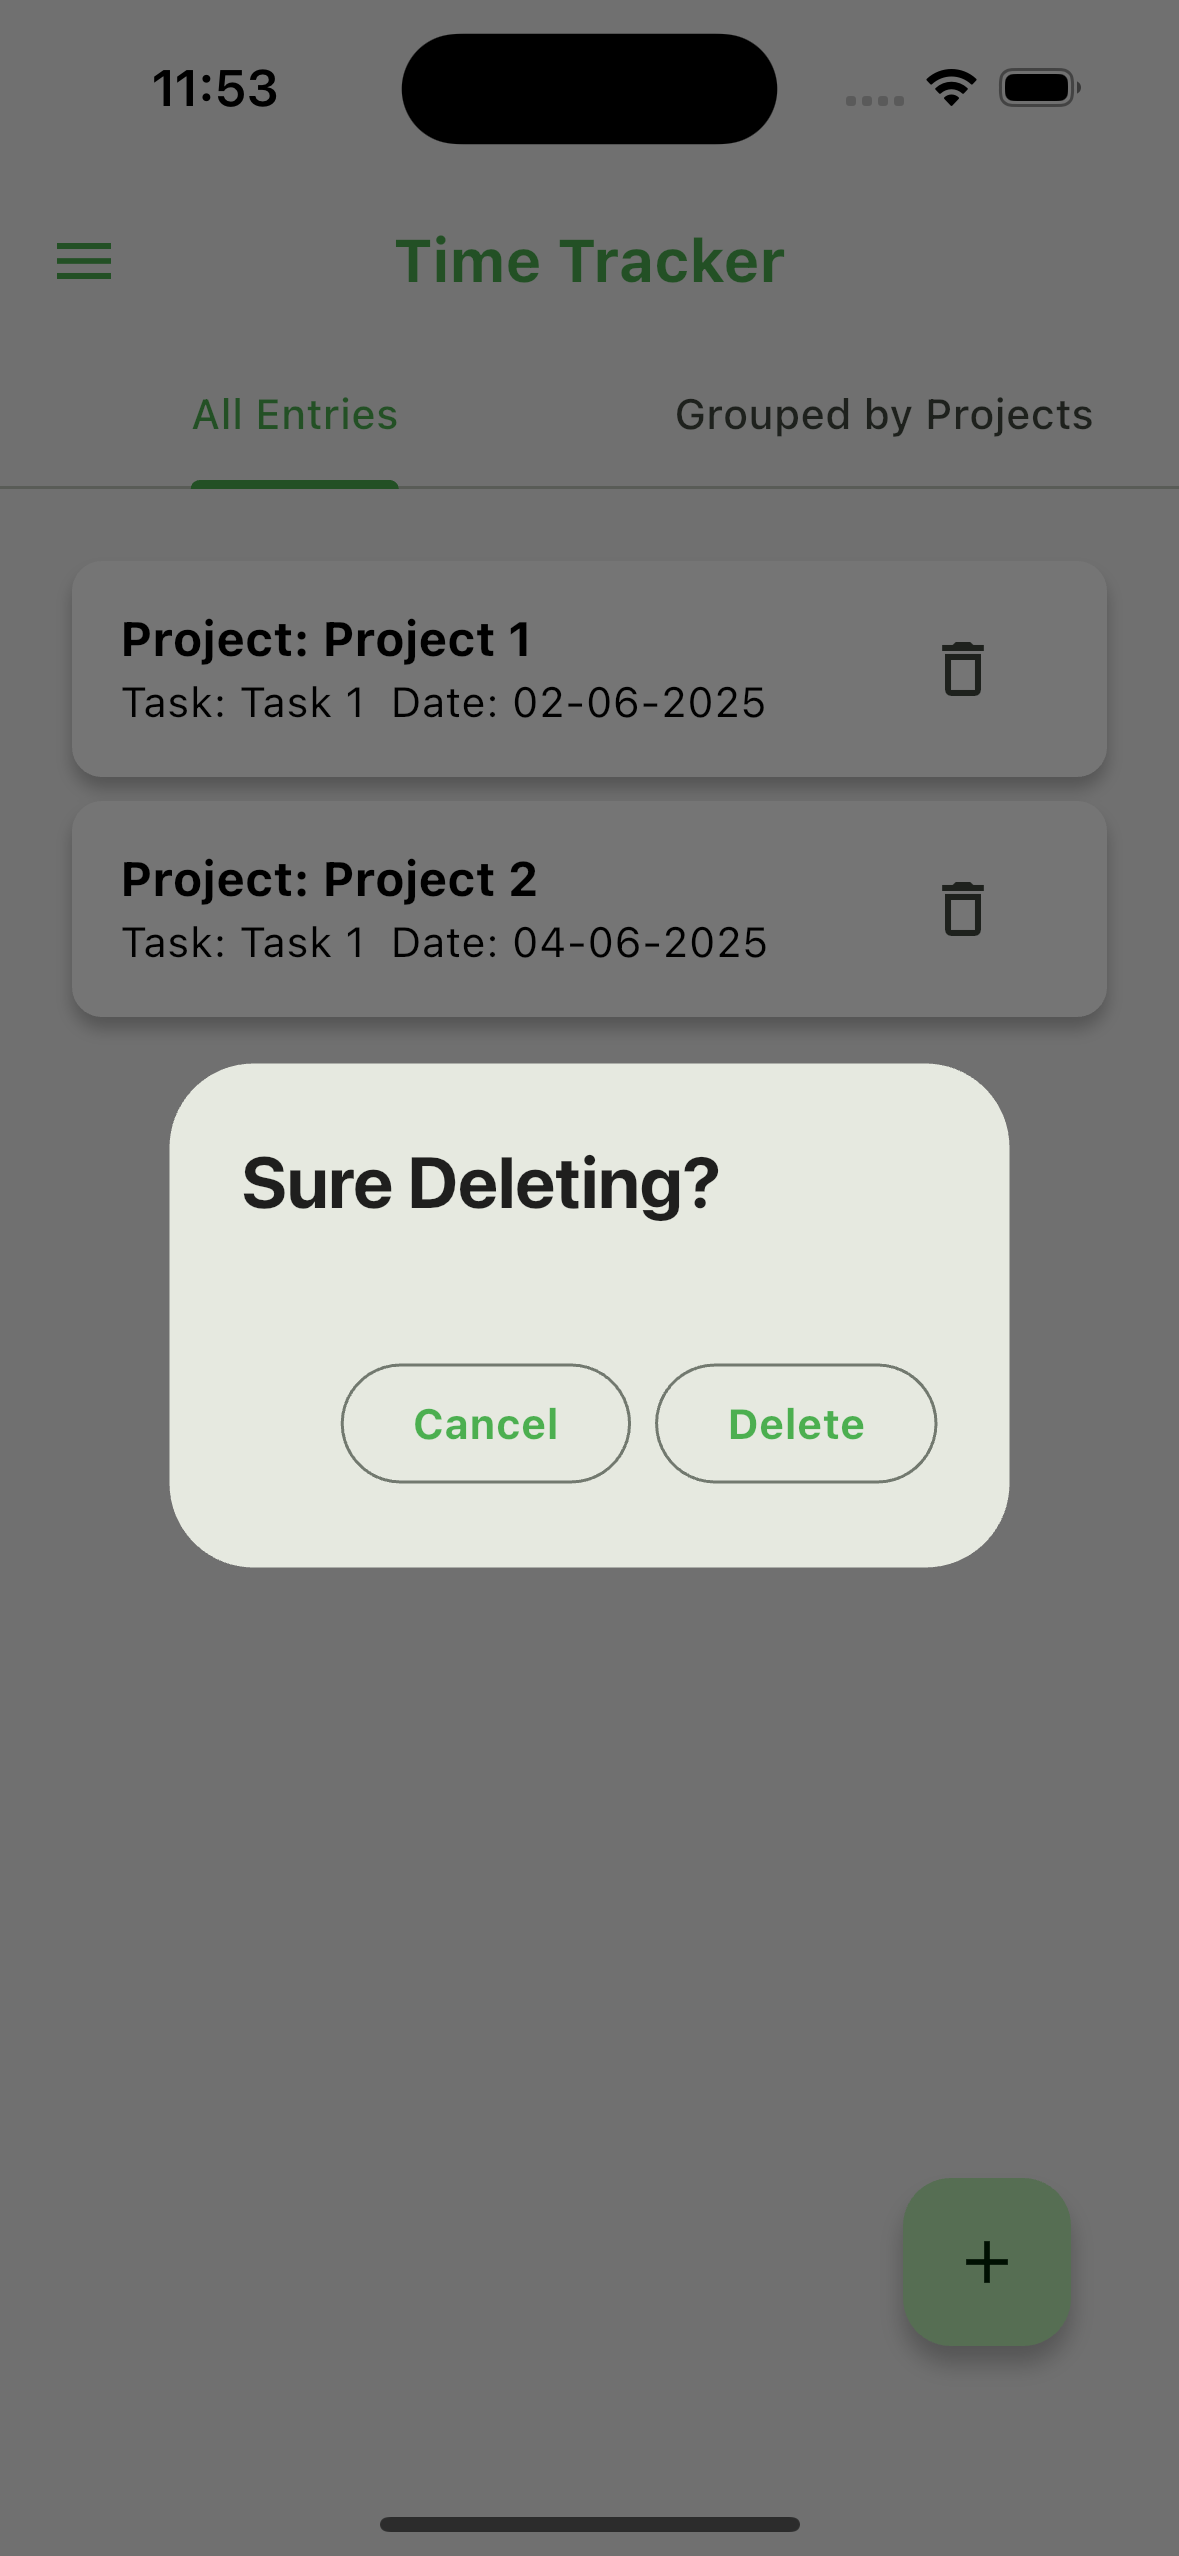 11:53
Time Tracker
All Entries
Grouped by Projects
Project: Project 1
Task: Task 1  Date: 02-06-2025
Project: Project 2
Task: Task 1  Date: 04-06-2025
Sure Deleting?
Cancel
Delete